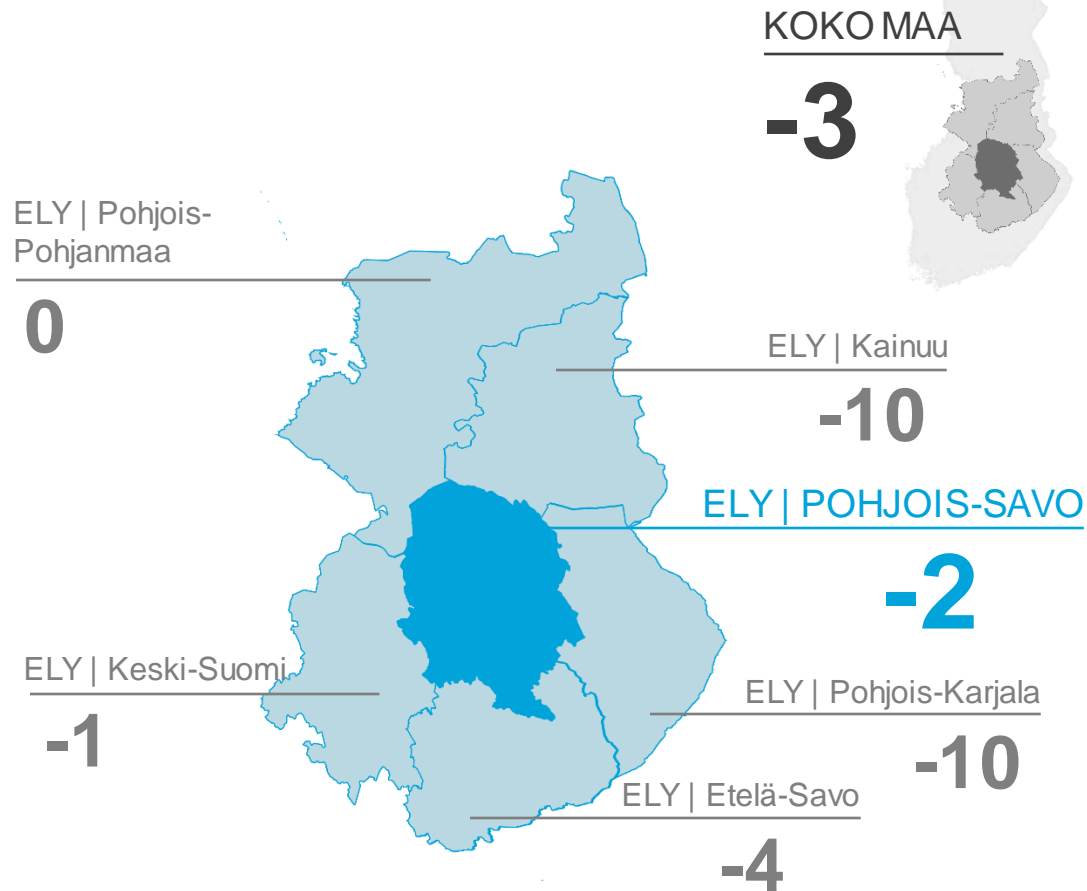 KOKO MAA
-3
ELY | Pohjois-
Pohjanmaa
0
ELY | Kainuu
-10
ELY | POHJOIS-SAVO
-2
ELY | Keski-Suomi
-1
ELY | Pohjois-Karjala
-10
ELY | Etelä-Savo
-4